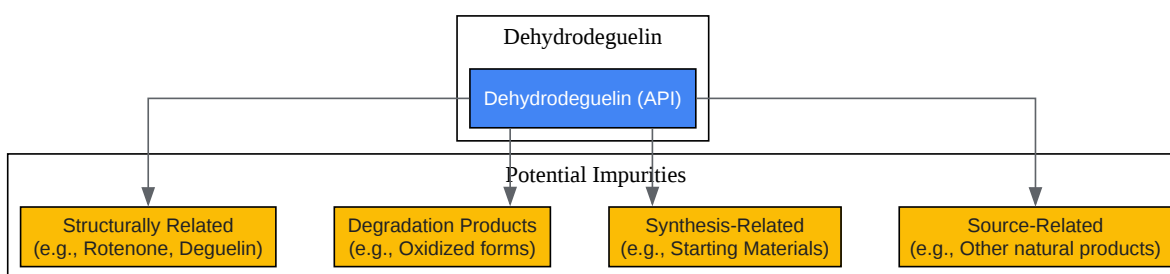 Dehydrodeguelin
Dehydrodeguelin (API)
Potential Impurities
Structurally Related
(e.g., Rotenone, Deguelin)
Degradation Products
(e.g., Oxidized forms)
Synthesis-Related
(e.g., Starting Materials)
Source-Related
(e.g., Other natural products)